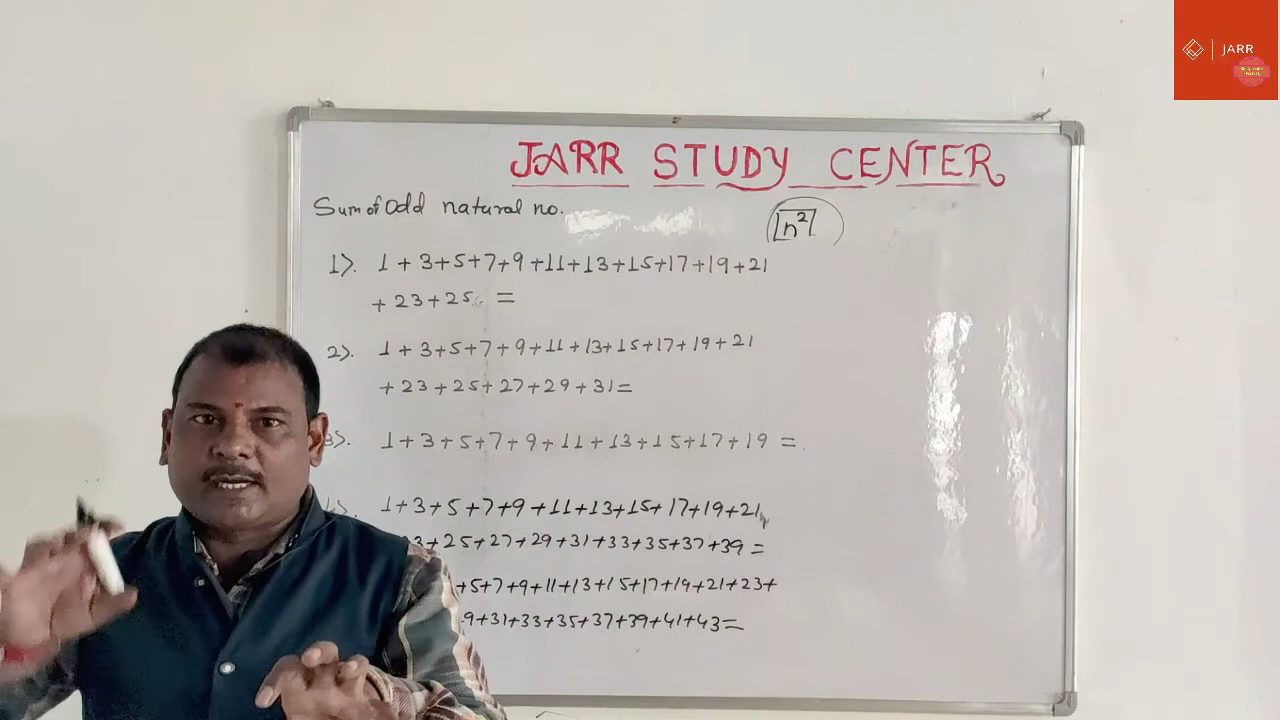 JARR
JARR STUDY CENTER
Sum of Odd natural no.
n²
1). 1 + 3+5+7+9+11+13+15+17+19+21
+ 23+25 =
2). 1 + 3+5+7+9+11+13+15+17+19+21
+ 23+25+27+29+31=
3). 1+3+5+7+9+11+13+15+17+19 =
1+3+5+7+9+11+13+15+17+19+21
3+25+27+29+31+33+35+37+39=
+5+7+9+11+13+15+17+19+21+23+
9+31+33+35+37+39+41+43=